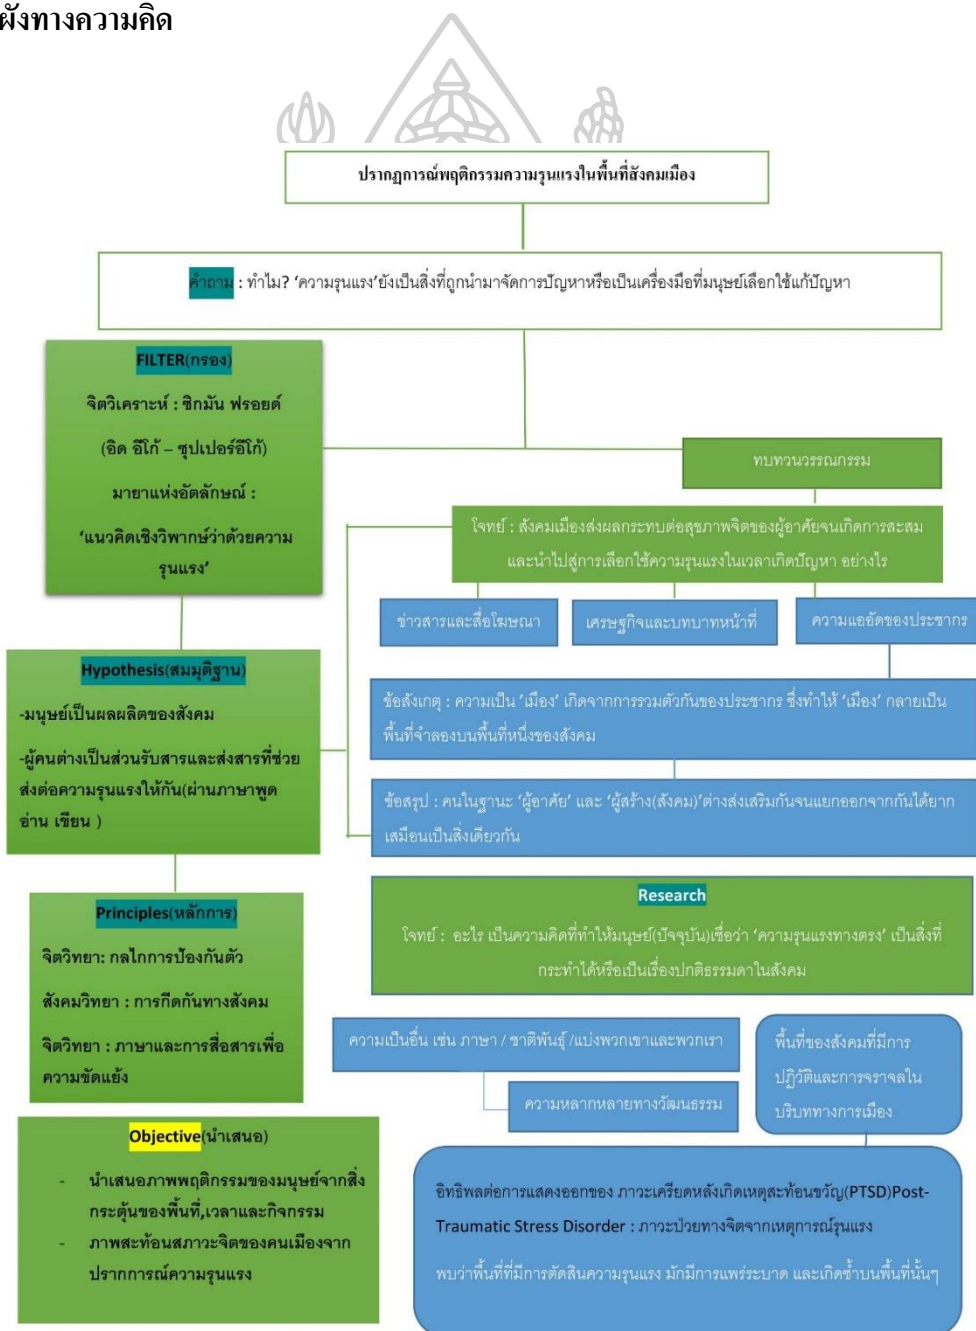 ผังทางความคิด
ปรากฏการณ์พฤติกรรมความรุนแรงในพื้นที่สังคมเมือง
คำถาม : ทำไม? ‘ความรุนแรง’ยังเป็นสิ่งที่ถูกนำมาจัดการปัญหาหรือเป็นเครื่องมือที่มนุษย์เลือกใช้แก้ปัญหา
FILTER(กรอง)
จิตวิเคราะห์ : ซิกมัน ฟรอยด์
(อิด อีโก้ – ซุปเปอร์อีโก้)
มายาแห่งอัตลักษณ์ :
‘แนวคิดเชิงวิพากษ์ว่าด้วยความ
รุนแรง’
ทบทวนวรรณกรรม
โจทย์ : สังคมเมืองส่งผลกระทบต่อสุขภาพจิตของผู้อาศัยจนเกิดการสะสม
และนำไปสู่การเลือกใช้ความรุนแรงในเวลาเกิดปัญหา อย่างไร
ข่าวสารและสื่อโฆษณา
เศรษฐกิจและบทบาทหน้าที่
ความแออัดของประชากร
Hypothesis(สมมุติฐาน)
-มนุษย์เป็นผลผลิตของสังคม
-ผู้คนต่างเป็นส่วนรับสารและส่งสารที่ช่วย
ส่งต่อความรุนแรงให้กัน(ผ่านภาษาพูด
อ่าน เขียน )
ข้อสังเกตุ : ความเป็น ‘เมือง’ เกิดจากการรวมตัวกันของประชากร ซึ่งทำให้ ‘เมือง’ กลายเป็น
พื้นที่จำลองบนพื้นที่หนึ่งของสังคม
ข้อสรุป : คนในฐานะ ‘ผู้อาศัย’ และ ‘ผู้สร้าง(สังคม)’ต่างส่งเสริมกันจนแยกออกจากกันได้ยาก
เสมือนเป็นสิ่งเดียวกัน
Research
โจทย์ : อะไร เป็นความคิดที่ทำให้มนุษย์(ปัจจุบัน)เชื่อว่า ‘ความรุนแรงทางตรง’ เป็นสิ่งที่
กระทำได้หรือเป็นเรื่องปกติธรรมดาในสังคม
Principles(หลักการ)
จิตวิทยา: กลไกการป้องกันตัว
สังคมวิทยา : การกีดกันทางสังคม
จิตวิทยา : ภาษาและการสื่อสารเพื่อ
ความขัดแย้ง
ความเป็นอื่น เช่น ภาษา / ชาติพันธุ์ /แบ่งพวกเขาและพวกเรา
ความหลากหลายทางวัฒนธรรม
พื้นที่ของสังคมที่มีการ
ปฏิวัติและการจราจลใน
บริบททางการเมือง
Objective(นำเสนอ)
- นำเสนอภาพพฤติกรรมของมนุษย์จากสิ่ง
กระตุ้นของพื้นที่,เวลาและกิจกรรม
- ภาพสะท้อนสภาวะจิตของคนเมืองจาก
ปรากการณ์ความรุนแรง
อิทธิพลต่อการแสดงออกของ ภาวะเครียดหลังเกิดเหตุสะท้อนขวัญ(PTSD)Post-
Traumatic Stress Disorder : ภาวะป่วยทางจิตจากเหตุการณ์รุนแรง
พบว่าพื้นที่ที่มีการตัดสินความรุนแรง มักมีการแพร่ระบาด และเกิดซ้ำบนพื้นที่นั้นๆ